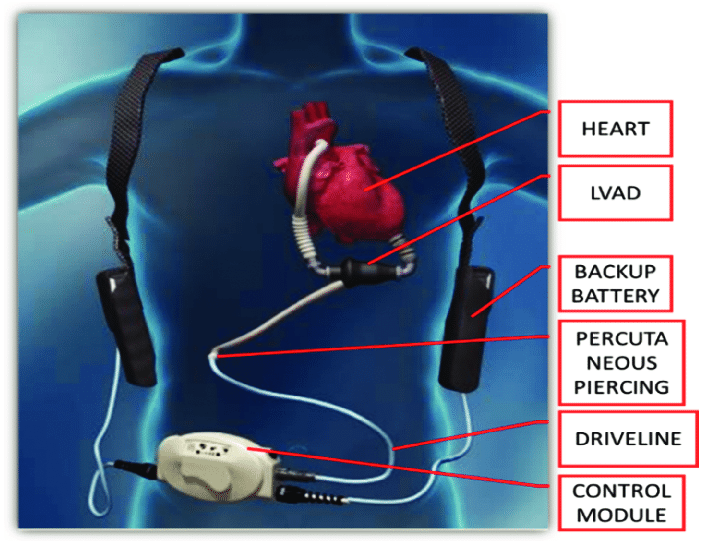 HEART
LVAD
BACKUP
BATTERY
PERCUTA
NEOUS
PIERCING
DRIVELINE
CONTROL
MODULE